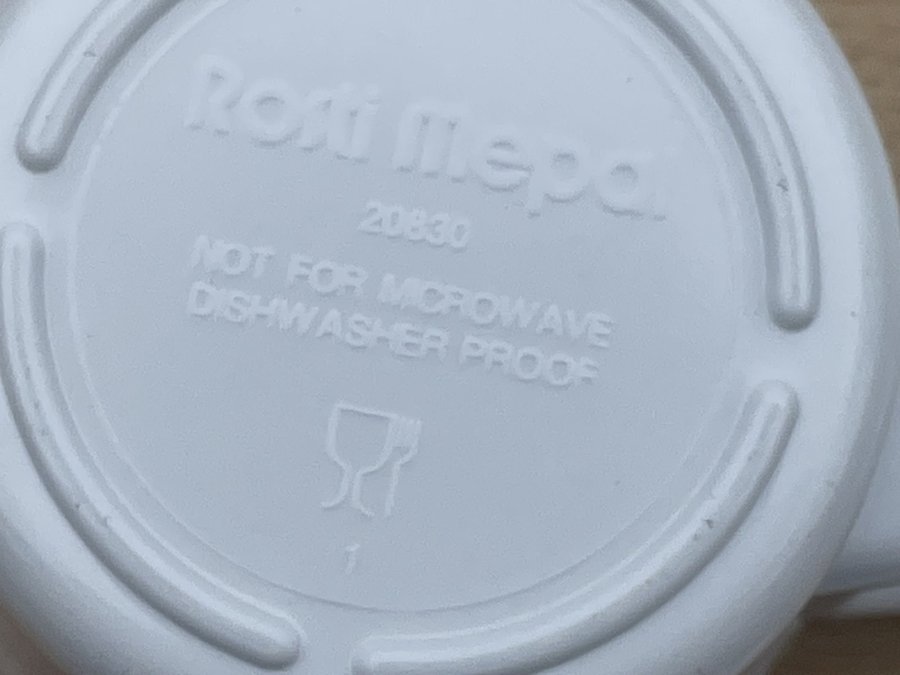 Rosti Mepal
20830
NOT FOR MICROWAVE
DISHWASHER PROOF
1